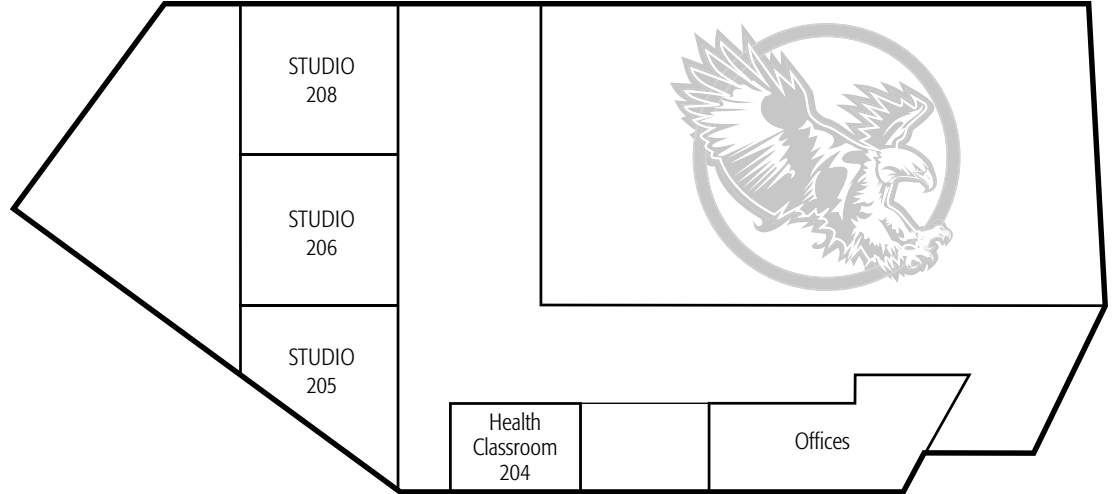 STUDIO
208
STUDIO
206
STUDIO
205
Health
Classroom
204
Offices